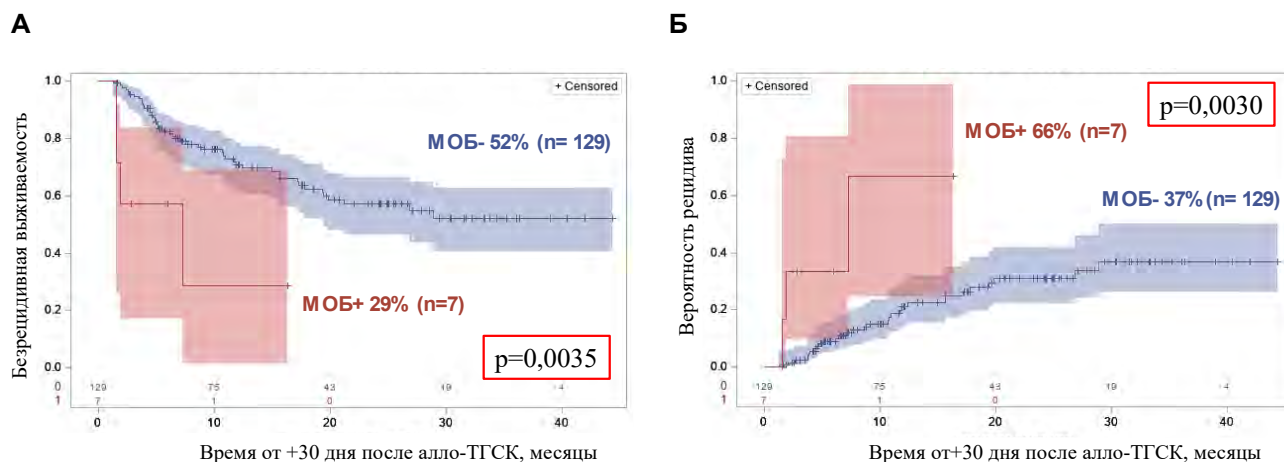 А
Б
1.0
0.8
0.6
0.4
0.2
0.0
Безрецидивная выживаемость
+ Censored
МОБ- 52% (n= 129)
МОБ+ 29% (n=7)
p=0,0035
0 129 75 43 19 4
1 7 1 0
0 10 20 30 40
Время от +30 дня после алло-ТГСК, месяцы
1.0
0.8
0.6
0.4
0.2
0.0
Вероятность рецидива
+ Censored
p=0,0030
МОБ+ 66% (n=7)
МОБ- 37%(n= 129)
0 129 75 43 19 4
1 7 1 0
0 10 20 30 40
Время от+30 дня после алло-ТГСК, месяцы